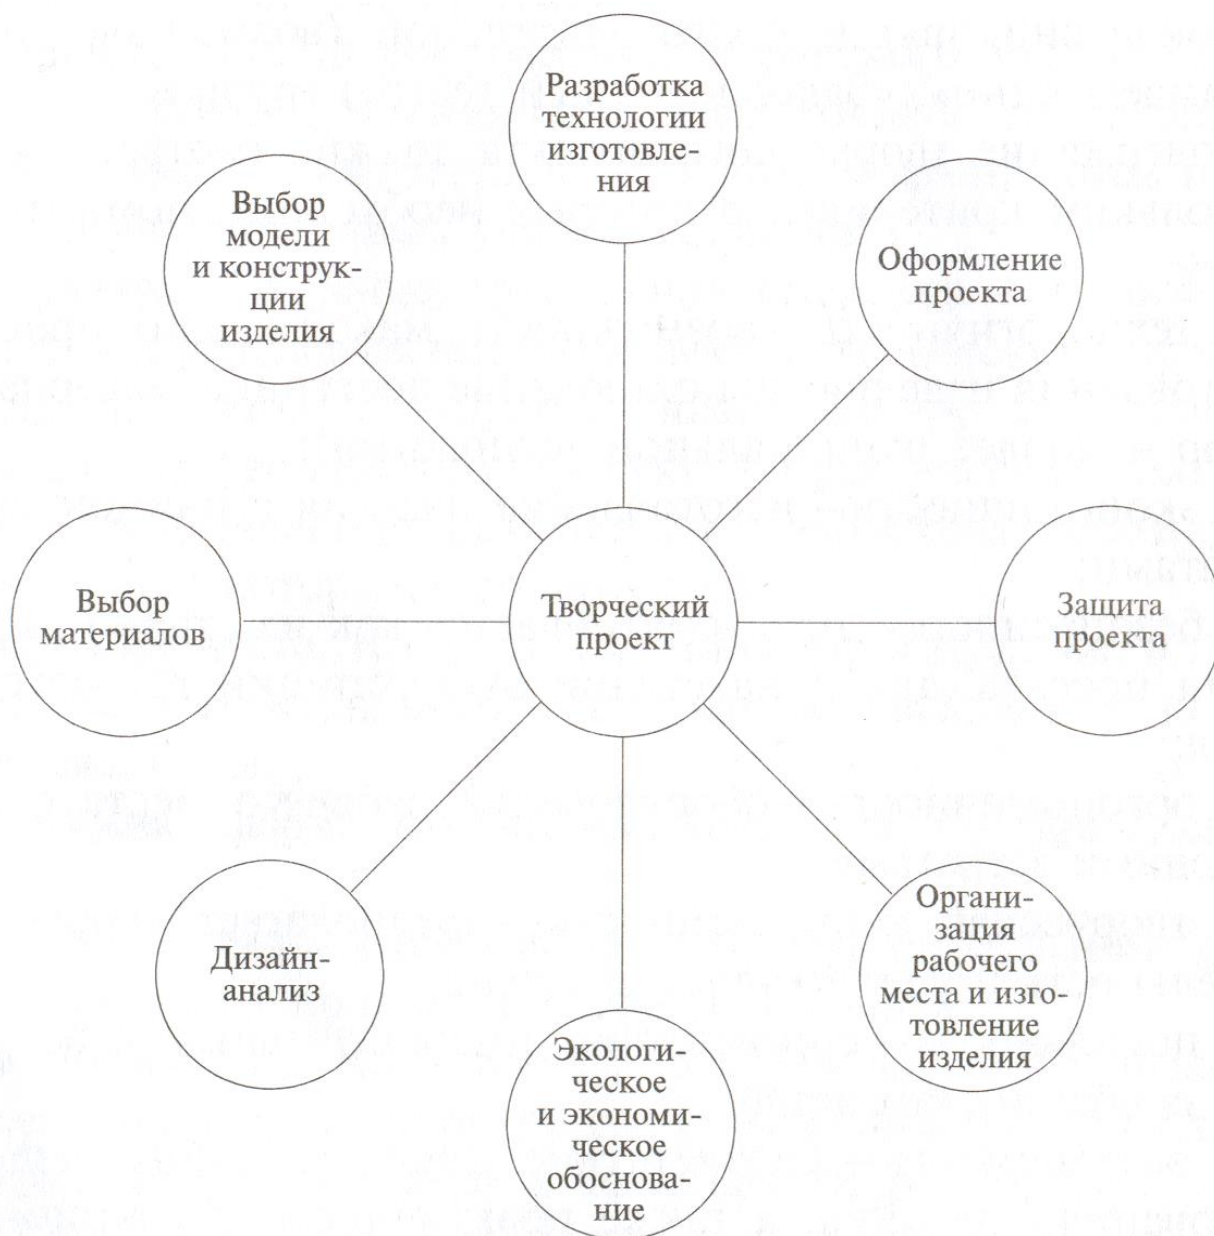 Разработка
технологии
изготовле-
ния
Выбор
модели
и конструк-
ции
изделия
Оформление
проекта
Выбор
материалов
Творческий
проект
Защита
проекта
Дизайн-
анализ
Органи-
зация
рабочего
места и изго-
товление
изделия
Экологи-
ческое
и экономи-
ческое
обоснова-
ние